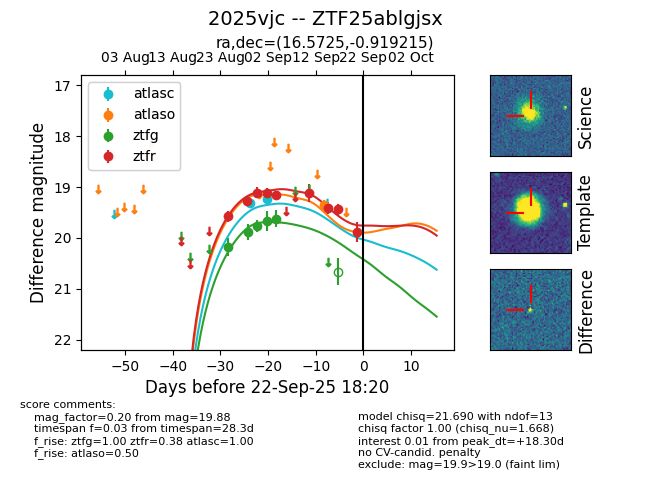 2025vjc -- ZTF25ablgjsx
ra,dec=(16.5725,-0.919215)
03 Aug 13 Aug 23 Aug 02 Sep 12 Sep 22 Sep 02 Oct
17
18
19
20
21
22
Difference magnitude
atlasc
atlaso
ztfg
ztfr
−50 −40 −30 −20 −10 0 10
Days before 22-Sep-25 18:20
Science
Template
Difference
score comments:
mag_factor=0.20 from mag=19.88
timespan f=0.03 from timespan=28.3d
f_rise: ztfg=1.00 ztfr=0.38 atlasc=1.00
f_rise: atlaso=0.50
model chisq=21.690 with ndof=13
chisq factor 1.00 (chisq_nu=1.668)
interest 0.01 from peak_dt=+18.30d
no CV-candid. penalty
exclude: mag=19.9>19.0 (faint lim)